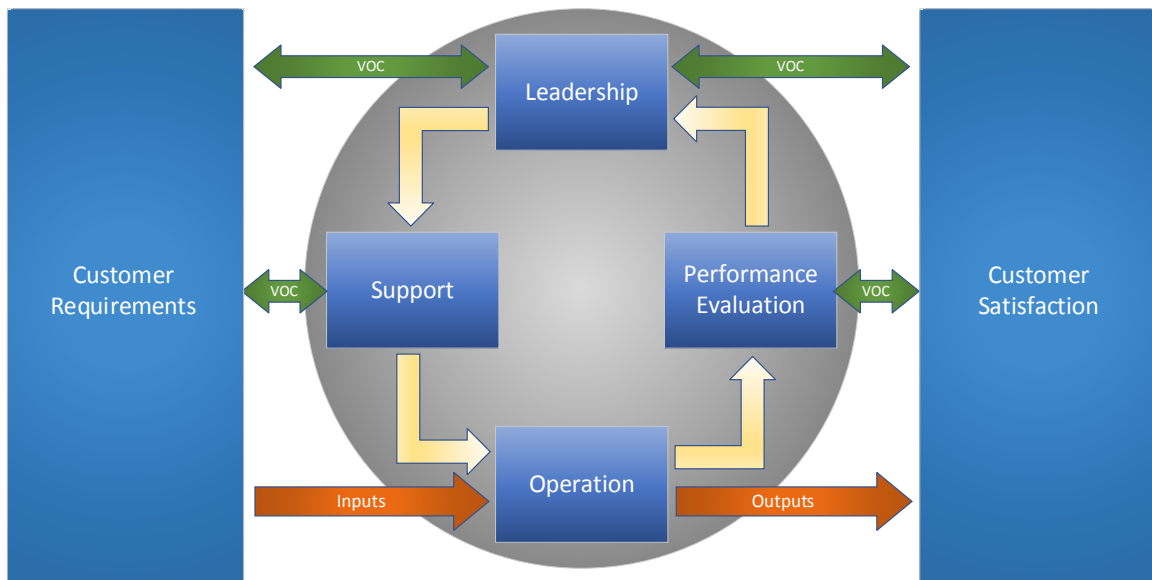 VOC
VOC
Leadership
Customer
Requirements
VOC
Support
Performance
Evaluation
VOC
Customer
Satisfaction
Inputs
Operation
Outputs